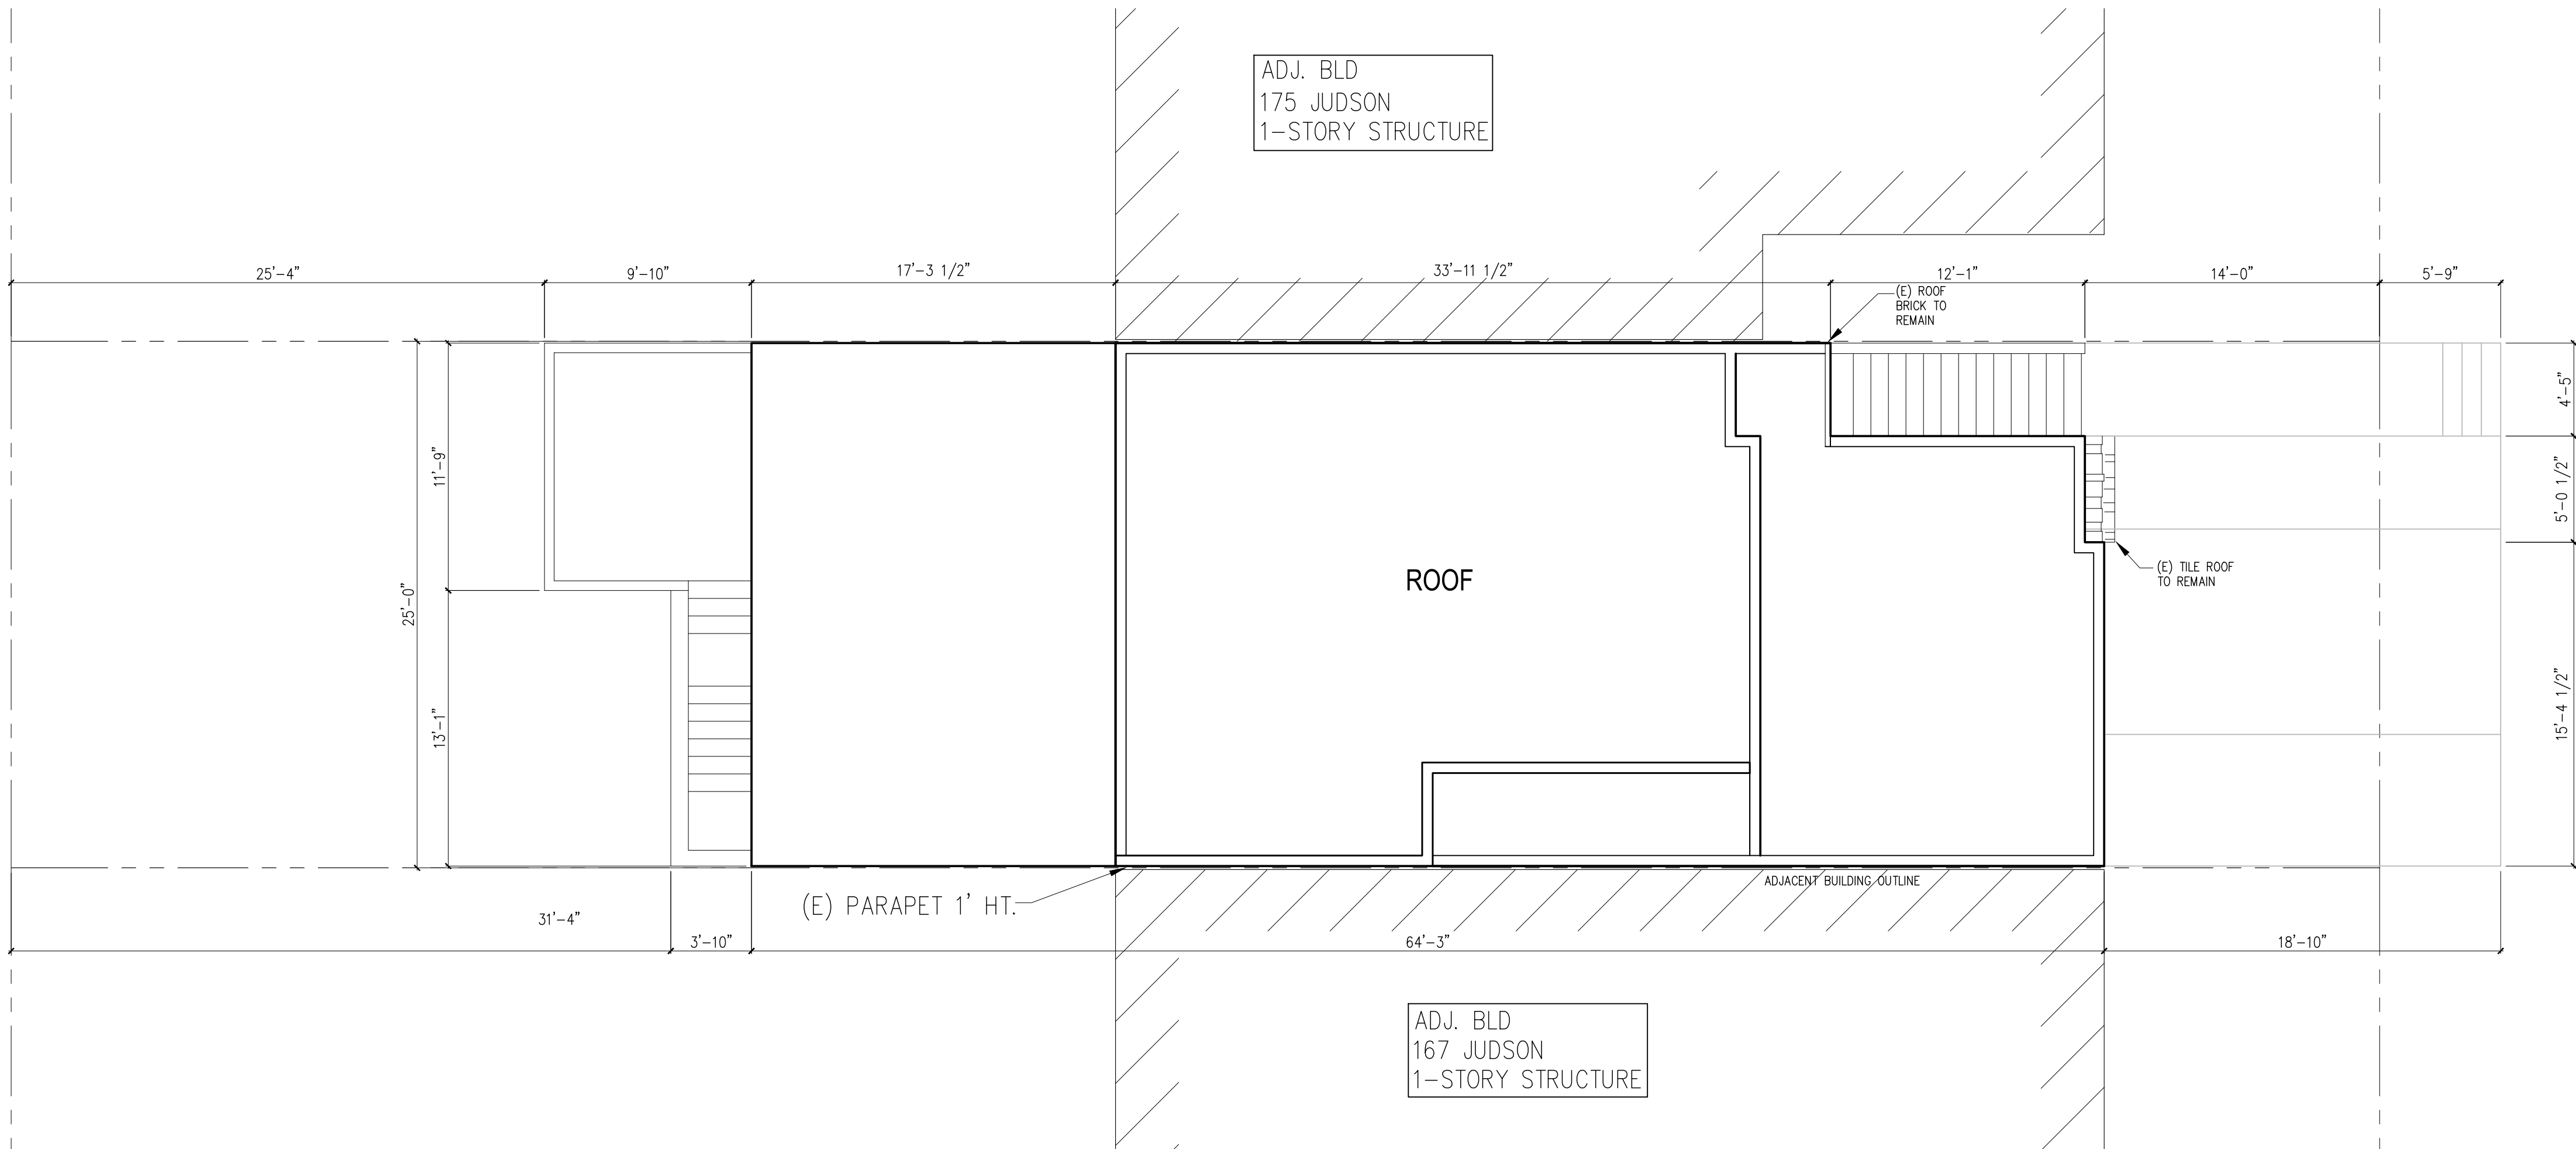 ADJ. BLD
175 JUDSON
1-STORY STRUCTURE
25'-4"
9'-10"
17'-3 1/2"
33'-11 1/2"
12'-1"
14'-0"
5'-9"
(E) ROOF
BRICK TO
REMAIN
4'-5"
11'-9"
5'-0 1/2"
25'-0"
ROOF
(E) TILE ROOF
TO REMAIN
13'-1"
15'-4 1/2"
ADJACENT BUILDING OUTLINE
(E) PARAPET 1' HT.
31'-4"
3'-10"
64'-3"
18'-10"
ADJ. BLD
167 JUDSON
1-STORY STRUCTURE